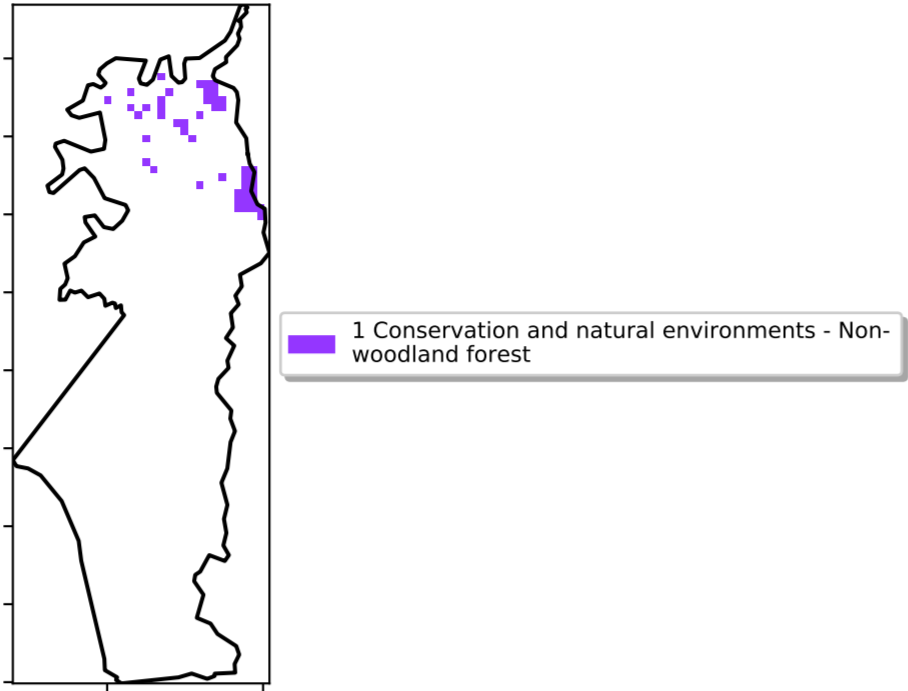 1 Conservation and natural environments - Non-
woodland forest